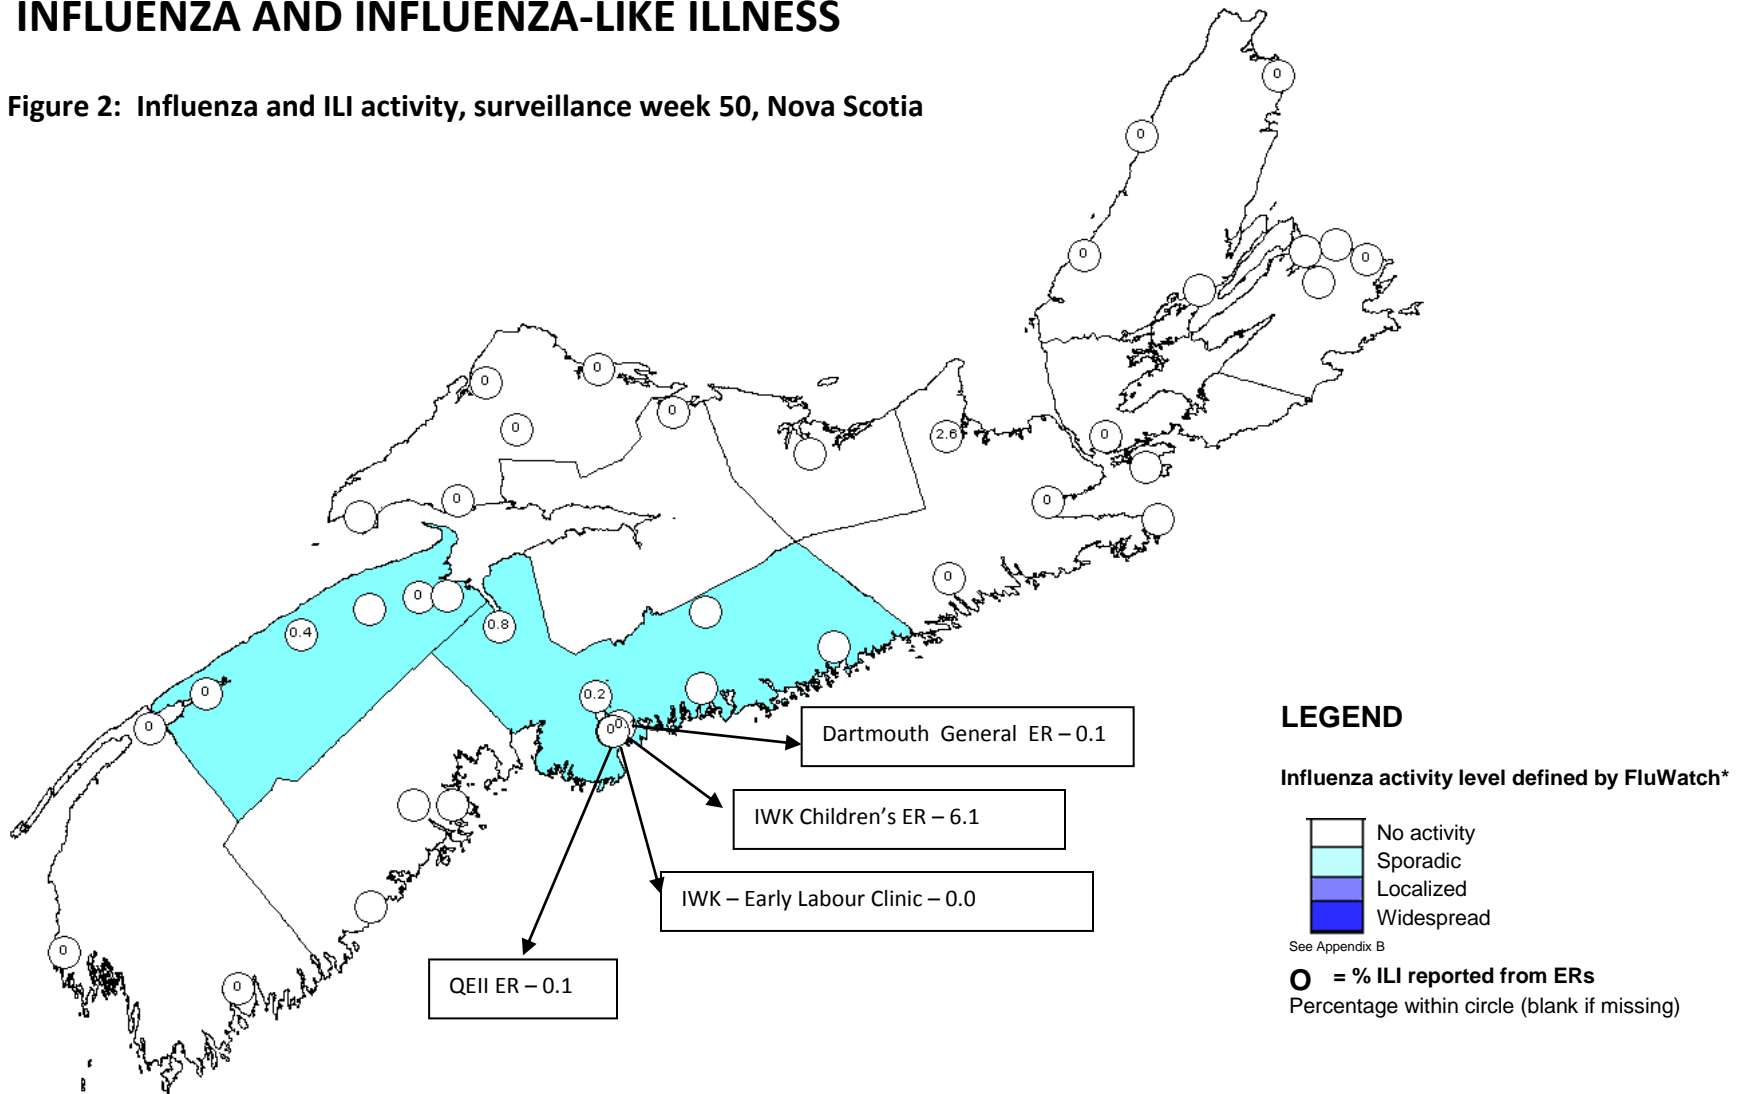 INFLUENZA AND INFLUENZA-LIKE ILLNESS
Figure 2: Influenza and ILI activity, surveillance week 50, Nova Scotia
0
0
0
0
0
0
0
0
2.6
0
0
0
0
0
0.4
0.8
0
0.2
0
0
0
Dartmouth General ER – 0.1
IWK Children's ER – 6.1
IWK – Early Labour Clinic – 0.0
QEII ER – 0.1
0
0
LEGEND
Influenza activity level defined by FluWatch*
No activity
Sporadic
Localized
Widespread
See Appendix B
O = % ILI reported from ERs
Percentage within circle (blank if missing)